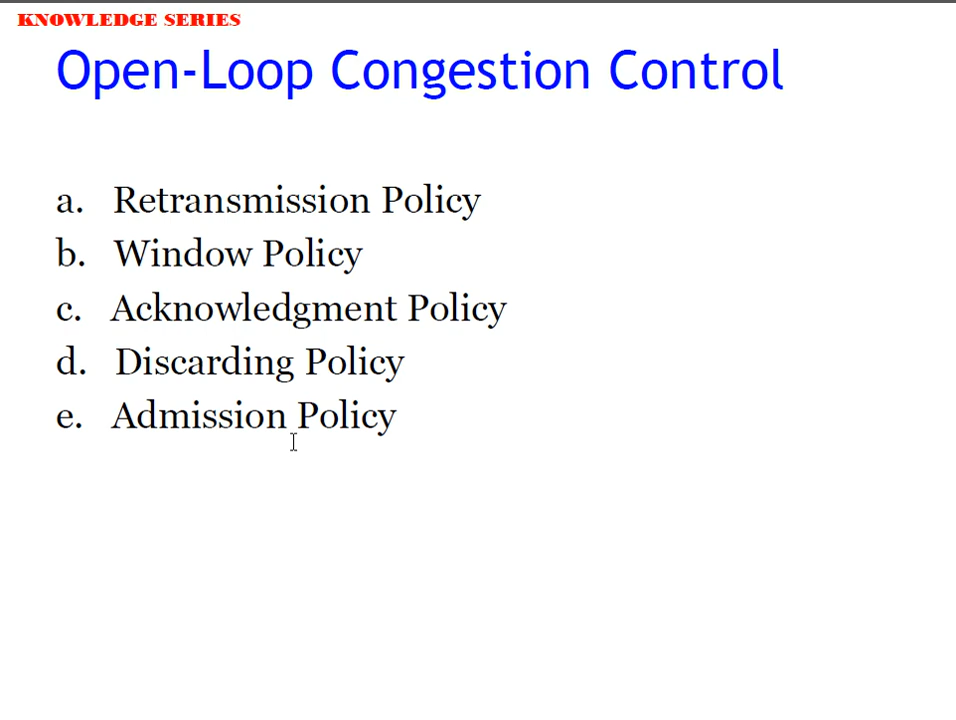 KNOWLEDGE SERIES
Open-Loop Congestion Control
a. Retransmission Policy
b. Window Policy
c. Acknowledgment Policy
d. Discarding Policy
e. Admission Policy